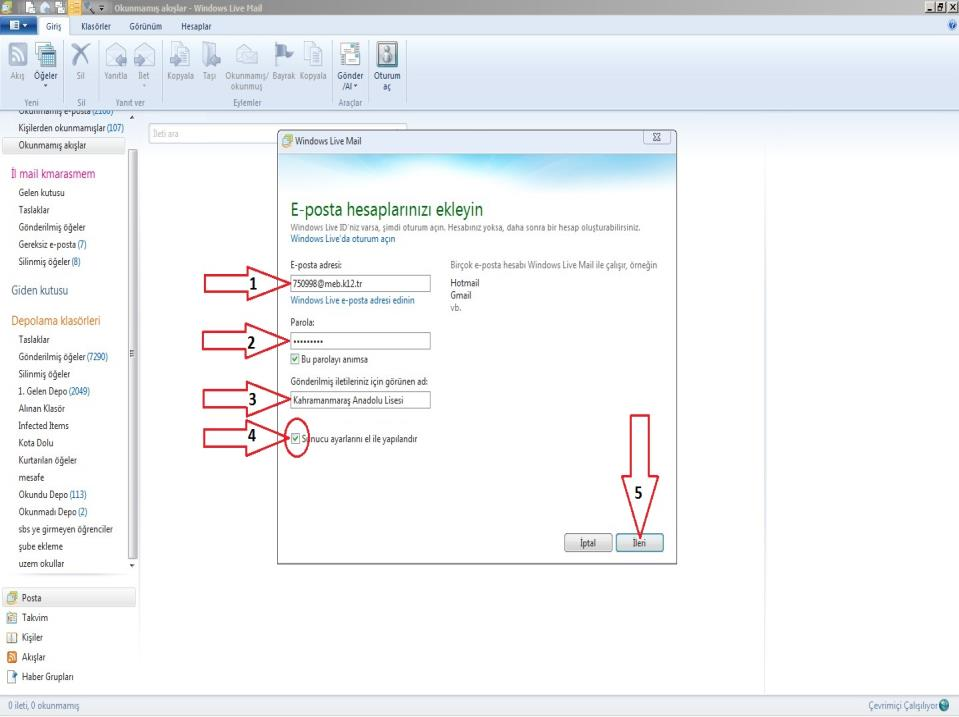 Okunmamış akışlar - Windows Live Mail
Giriş
Klasörler
Görünüm
Hesaplar
Akış
Öğeler
Sil
Yanıtla
İlet
Kopyala
Taşı
Okunmamış/
okunmuş
Bayrak
Kopyala
Gönder
/Al
Oturum
aç
Yeni
Sil
Yanıt ver
Eylemler
Araçlar
Okunmamış e-posta (2106)
Kişilerden okunmamışlar (107)
Okunmamış akışlar
İl mail kmarasmem
Gelen kutusu
Taslaklar
Gönderilmiş öğeler
Gereksiz e-posta (7)
Silinmiş öğeler (8)
Giden kutusu
Depolama klasörleri
Taslaklar
Gönderilmiş öğeler (7290)
Silinmiş öğeler
1. Gelen Depo (2049)
Alınan Klasör
Infected Items
Kota Dolu
Kurtarılan öğeler
mesafe
Okundu Depo (113)
Okunmadı Depo (2)
sbs ye girmeyen öğrenciler
şube ekleme
uzem okullar
Posta
Takvim
Kişiler
Akışlar
Haber Grupları
İleti ara
Windows Live Mail
E-posta hesaplarınızı ekleyin
Windows Live ID'niz varsa, şimdi oturum açın. Hesabınız yoksa, daha sonra bir hesap oluşturabilirsiniz.
Windows Live'da oturum açın
E-posta adresi:
1
750998@meb.k12.tr
Windows Live e-posta adresi edinin
Birçok e-posta hesabı Windows Live Mail ile çalışır, örneğin
Hotmail
Gmail
vb.
Parola:
2
•••••••••
Bu parolayı anımsa
Gönderilmiş iletileriniz için görünen ad:
3
Kahramanmaraş Anadolu Lisesi
4
Sunucu ayarlarını el ile yapılandır
5
İptal
İleri
0 ileti, 0 okunmamış
Çevrimiçi Çalışılıyor